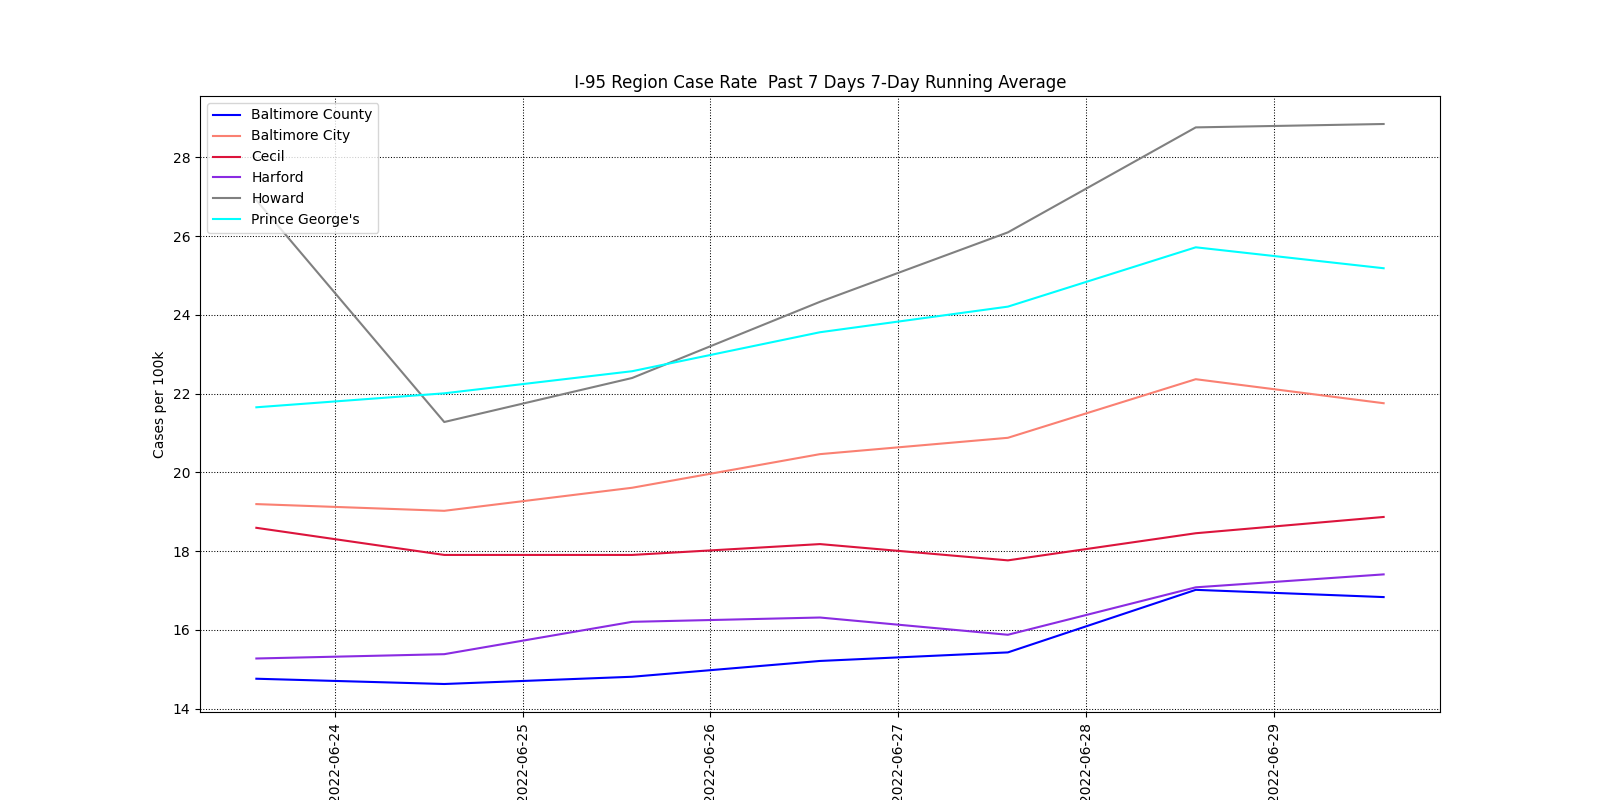 I-95 Region Case Rate  Past 7 Days 7-Day Running Average
Baltimore County
Baltimore City
Cecil
Harford
Howard
Prince George's
Cases per 100k
28
26
24
22
20
18
16
14
2022-06-24
2022-06-25
2022-06-26
2022-06-27
2022-06-28
2022-06-29